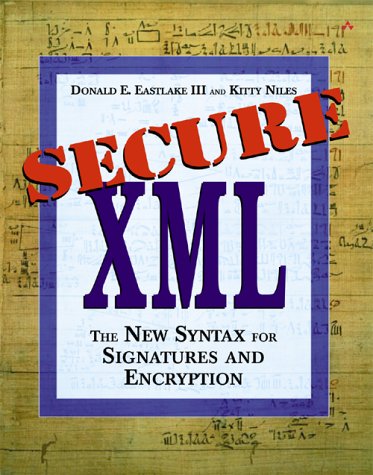 DONALD E. EASTLAKE III AND KITTY NILES
SECURE
XML
THE NEW SYNTAX FOR
SIGNATURES AND
ENCRYPTION